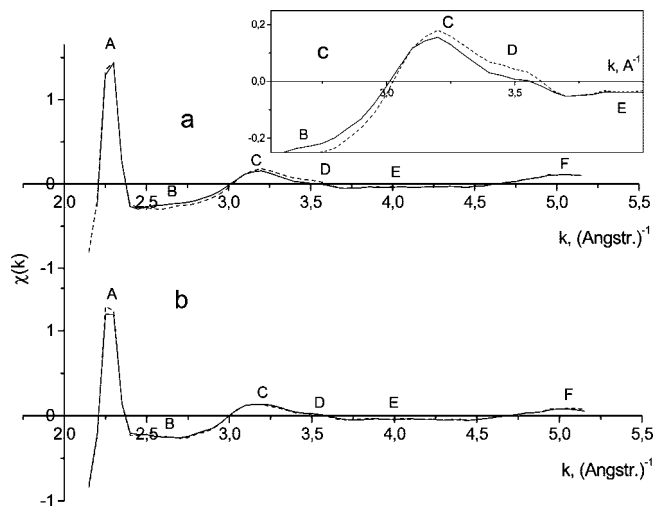 0,2
C
C
D
k, A⁻¹
0,0
3,0
3,5
B
E
-0,2
A
1
a
C
D
E
F
B
0
2,0
2,5
3,0
3,5
4,0
4,5
5,0
5,5
k, (Angstr.)⁻¹
-1
χ(k)
A
b
1
C
D
E
F
B
0
2,0
2,5
3,0
3,5
4,0
4,5
5,0
5,5
k, (Angstr.)⁻¹
-1